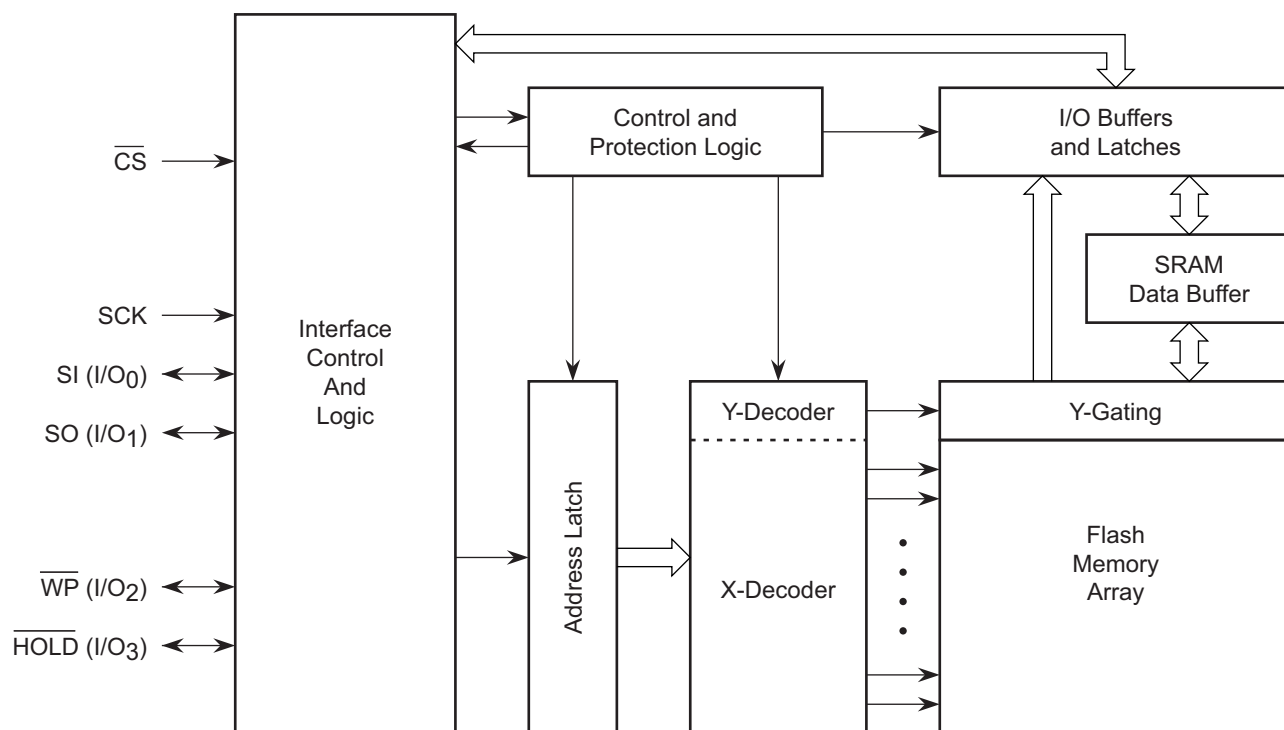 Control and
Protection Logic
I/O Buffers
and Latches
CS
SRAM
Data Buffer
SCK
SI (I/O0)
SO (I/O1)
Interface
Control
And
Logic
Y-Decoder
Y-Gating
Address Latch
X-Decoder
Flash
Memory
Array
WP (I/O2)
HOLD (I/O3)